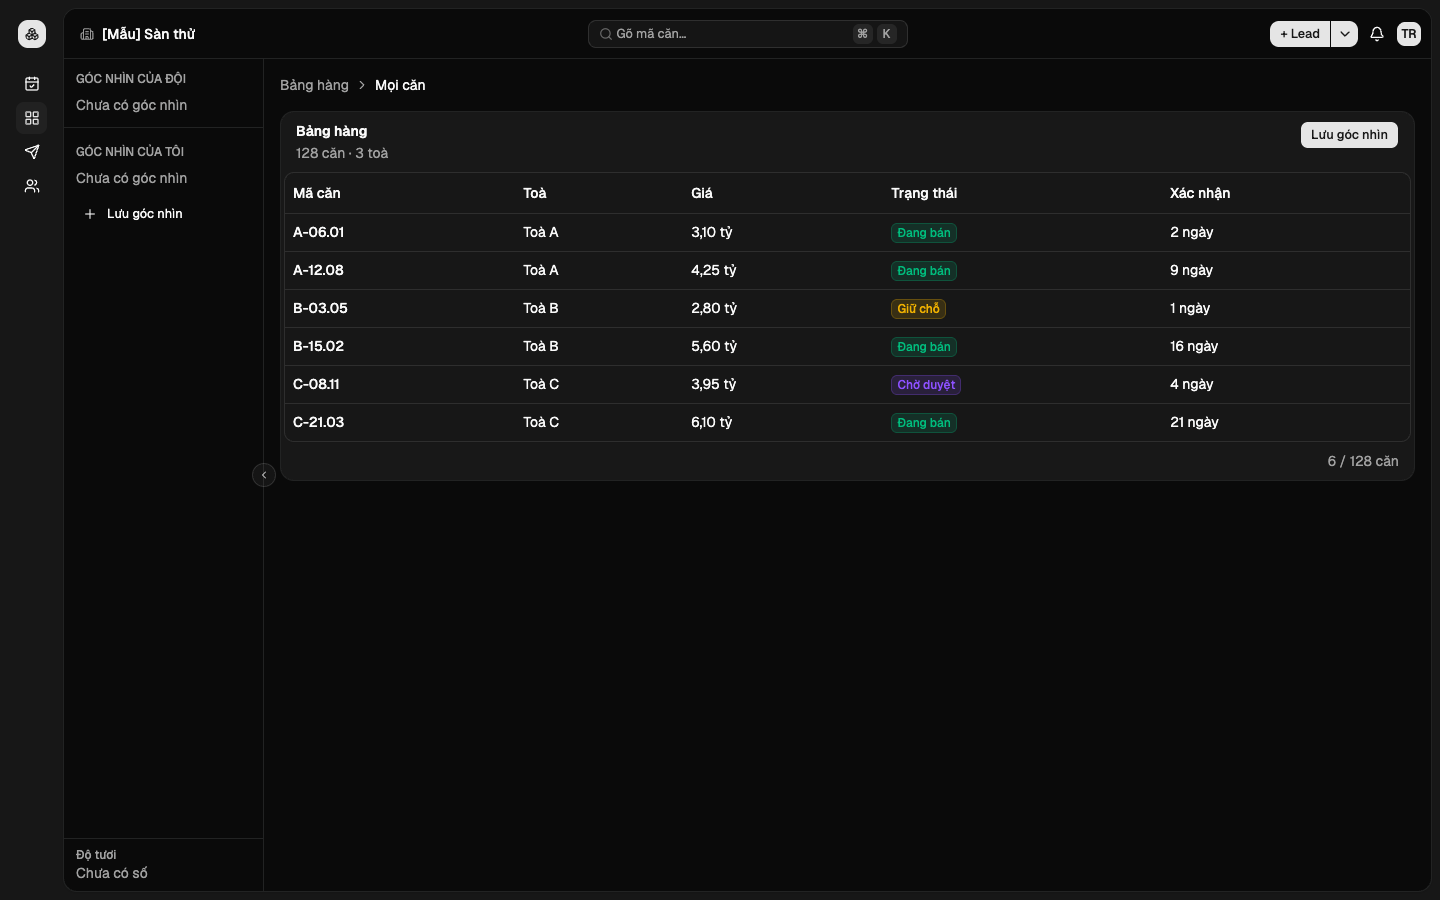 [Mẫu] Sàn thử
Gõ mã căn...
⌘ K
+ Lead
TR
GÓC NHÌN CỦA ĐỘI
Chưa có góc nhìn
GÓC NHÌN CỦA TÔI
Chưa có góc nhìn
Lưu góc nhìn
Độ tươi
Chưa có số
Bảng hàng > Mọi căn
Bảng hàng
128 căn · 3 toà
Lưu góc nhìn
Mã căn Toà Giá Trạng thái Xác nhận
A-06.01 Toà A 3,10 tỷ Đang bán 2 ngày
A-12.08 Toà A 4,25 tỷ Đang bán 9 ngày
B-03.05 Toà B 2,80 tỷ Giữ chỗ 1 ngày
B-15.02 Toà B 5,60 tỷ Đang bán 16 ngày
C-08.11 Toà C 3,95 tỷ Chờ duyệt 4 ngày
C-21.03 Toà C 6,10 tỷ Đang bán 21 ngày
6 / 128 căn